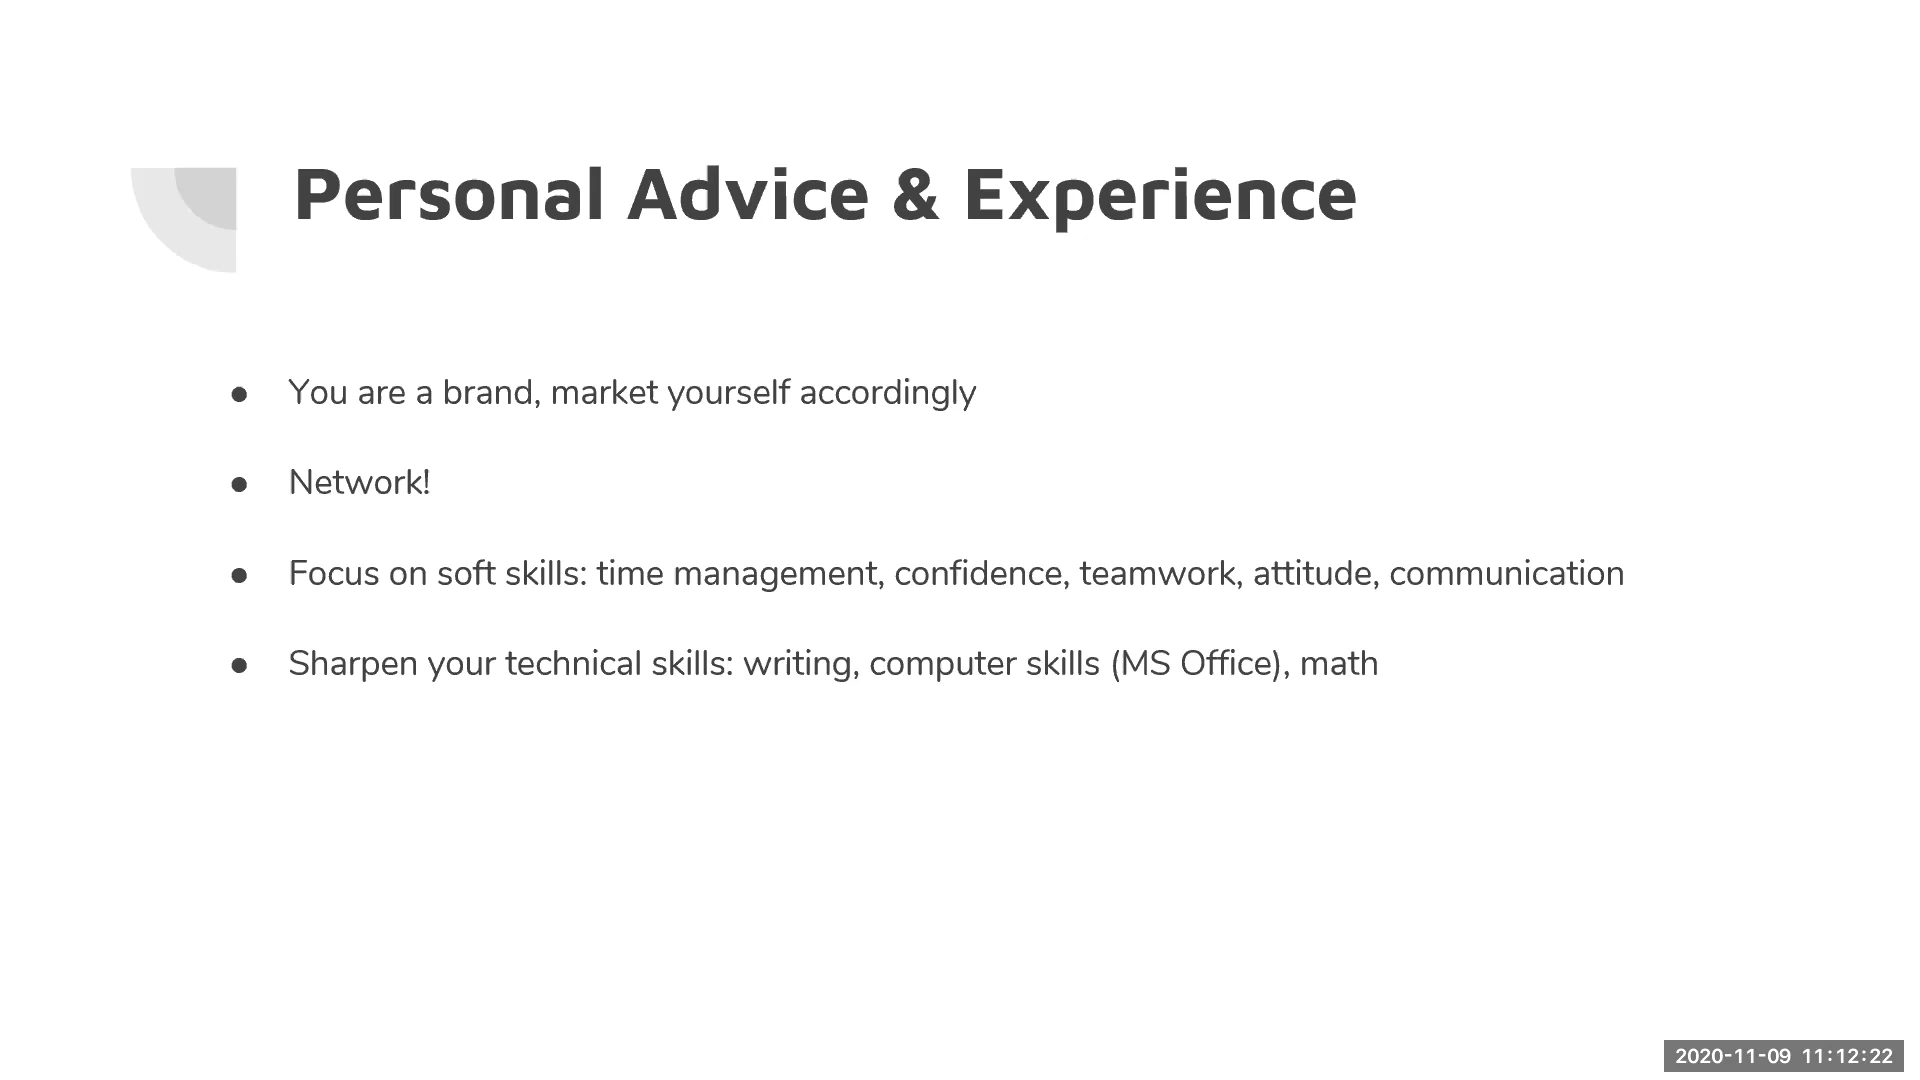 Personal Advice & Experience
● You are a brand, market yourself accordingly
● Network!
● Focus on soft skills: time management, confidence, teamwork, attitude, communication
● Sharpen your technical skills: writing, computer skills (MS Office), math
2020-11-09 11:12:22